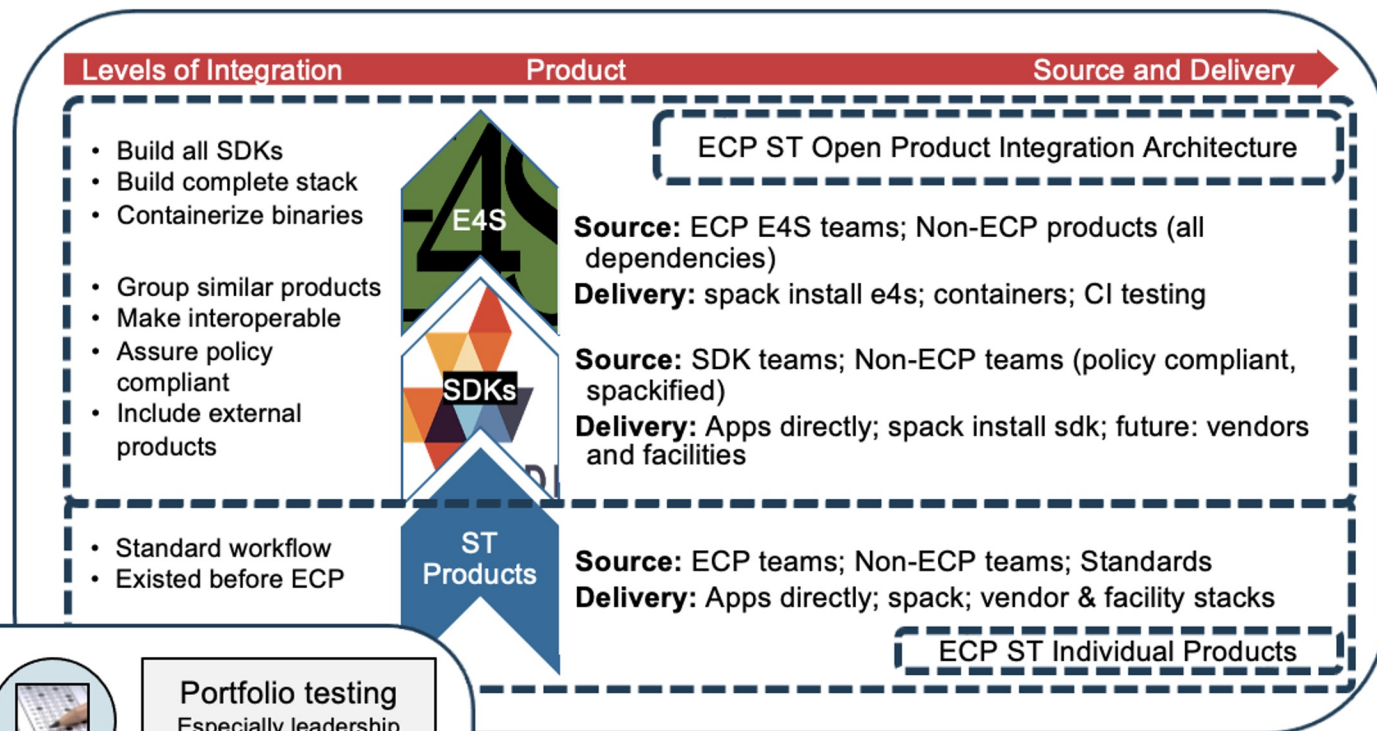 Levels of Integration Product Source and Delivery
ECP ST Open Product Integration Architecture
• Build all SDKs
• Build complete stack
• Containerize binaries
E4S
Source: ECP E4S teams; Non-ECP products (all
dependencies)
Delivery: spack install e4s; containers; CI testing
• Group similar products
• Make interoperable
• Assure policy
compliant
• Include external
products
SDKs
Source: SDK teams; Non-ECP teams (policy compliant,
spackified)
Delivery: Apps directly; spack install sdk; future: vendors
and facilities
• Standard workflow
• Existed before ECP
ST
Products
Source: ECP teams; Non-ECP teams; Standards
Delivery: Apps directly; spack; vendor & facility stacks
ECP ST Individual Products
Portfolio testing
Especially leadership